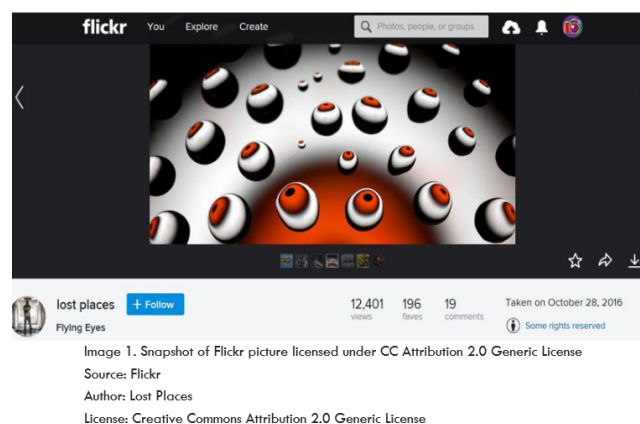 flickr You Explore Create Photos, people, or groups
lost places + Follow 12,401 196 19 Taken on October 28, 2016
views faves comments
Flying Eyes Some rights reserved
Image 1. Snapshot of Flickr picture licensed under CC Attribution 2.0 Generic License
Source: Flickr
Author: Lost Places
License: Creative Commons Attribution 2.0 Generic License